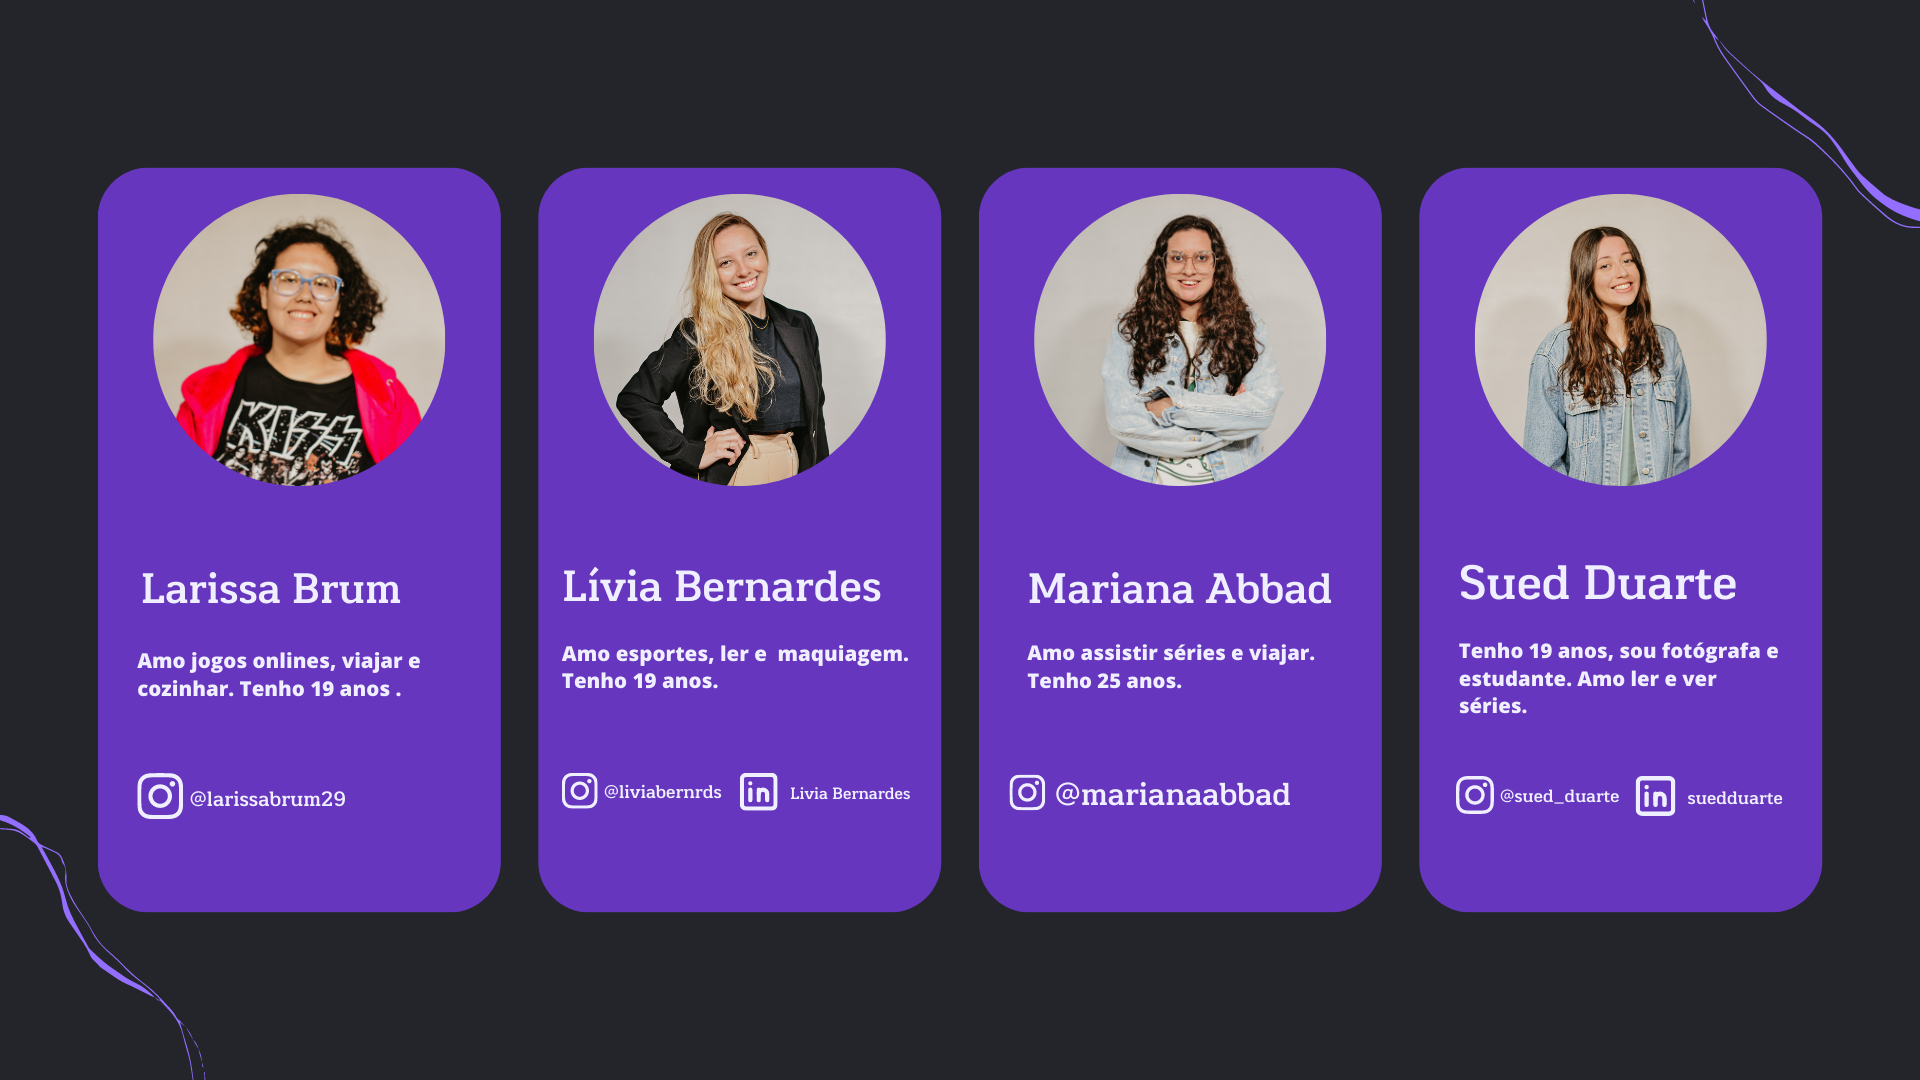 KISS
Larissa Brum
Amo jogos onlines, viajar e
cozinhar. Tenho 19 anos .
@larissabrum29
Lívia Bernardes
Amo esportes, ler e  maquiagem.
Tenho 19 anos.
@liviabernrds
in
Livia Bernardes
Mariana Abbad
Amo assistir séries e viajar.
Tenho 25 anos.
@marianaabbad
Sued Duarte
Tenho 19 anos, sou fotógrafa e
estudante. Amo ler e ver
séries.
@sued_duarte
in
suedduarte